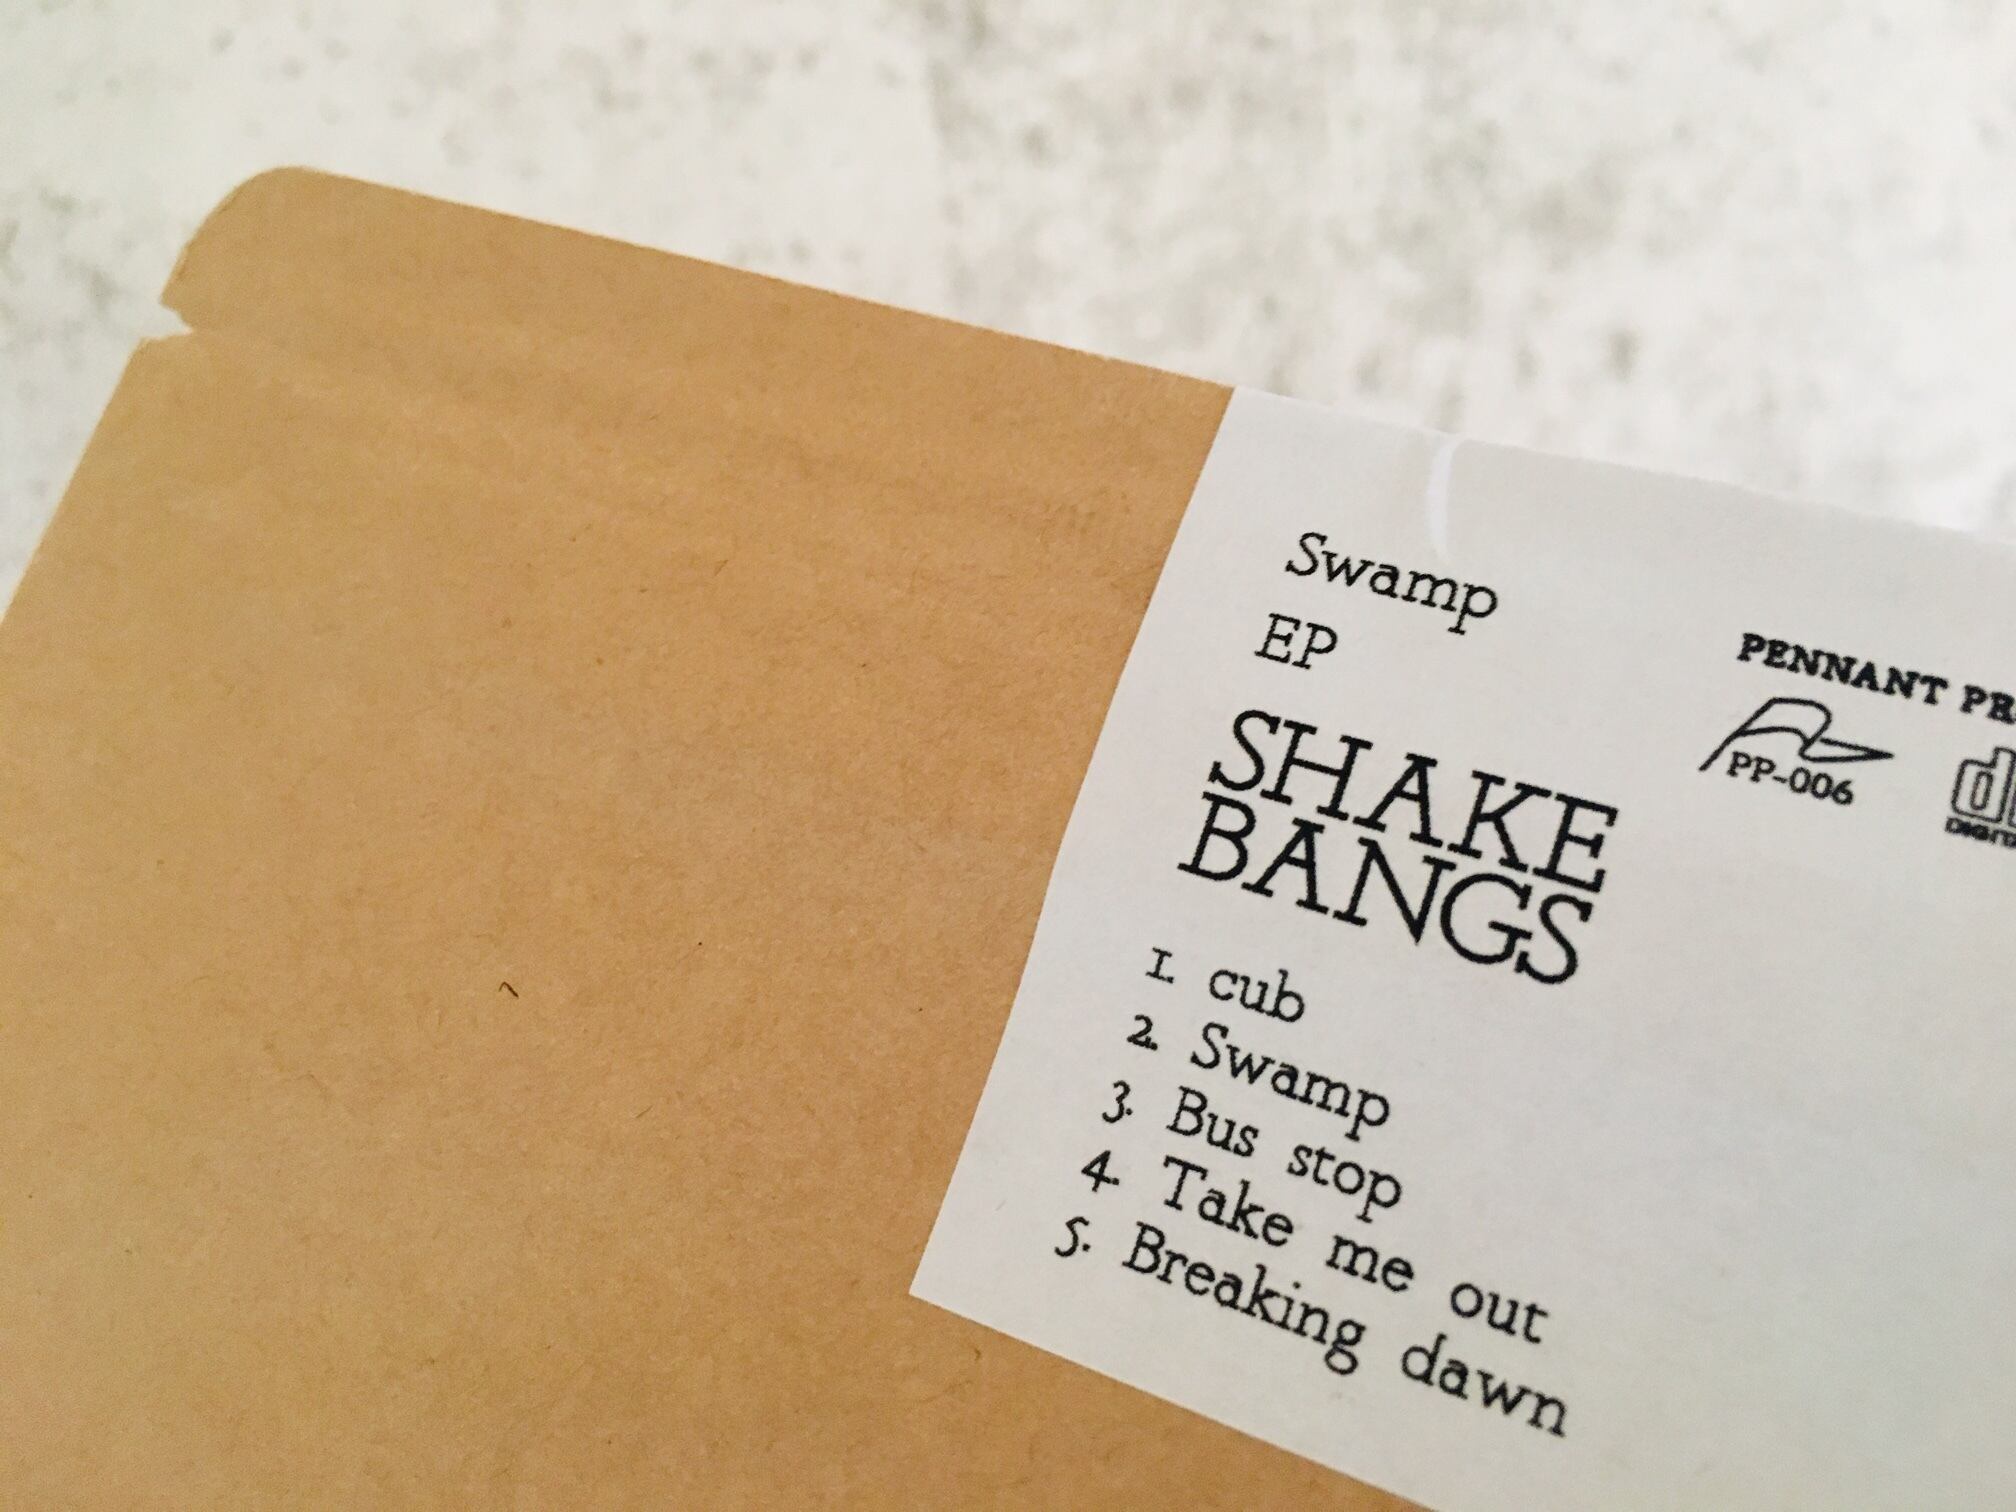 Swamp
EP
SHAKE
BANGS
1. cub
2. Swamp
3. Bus stop
4. Take me out
5. Breaking dawn
PENNANT
PP-006